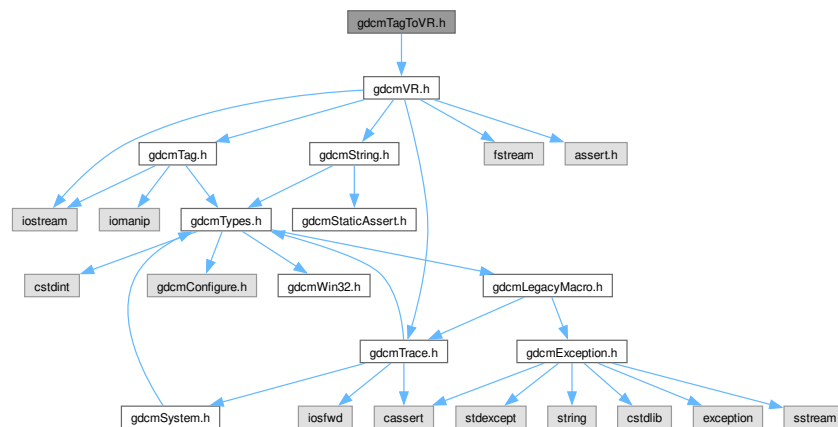 gdcmTagToVR.h
gdcmVR.h
gdcmTag.h
gdcmString.h
fstream
assert.h
iostream
iomanip
gdcmTypes.h
gdcmStaticAssert.h
cstdint
gdcmConfigure.h
gdcmWin32.h
gdcmLegacyMacro.h
gdcmTrace.h
gdcmException.h
gdcmSystem.h
iosfwd
cassert
stdexcept
string
cstdlib
exception
sstream